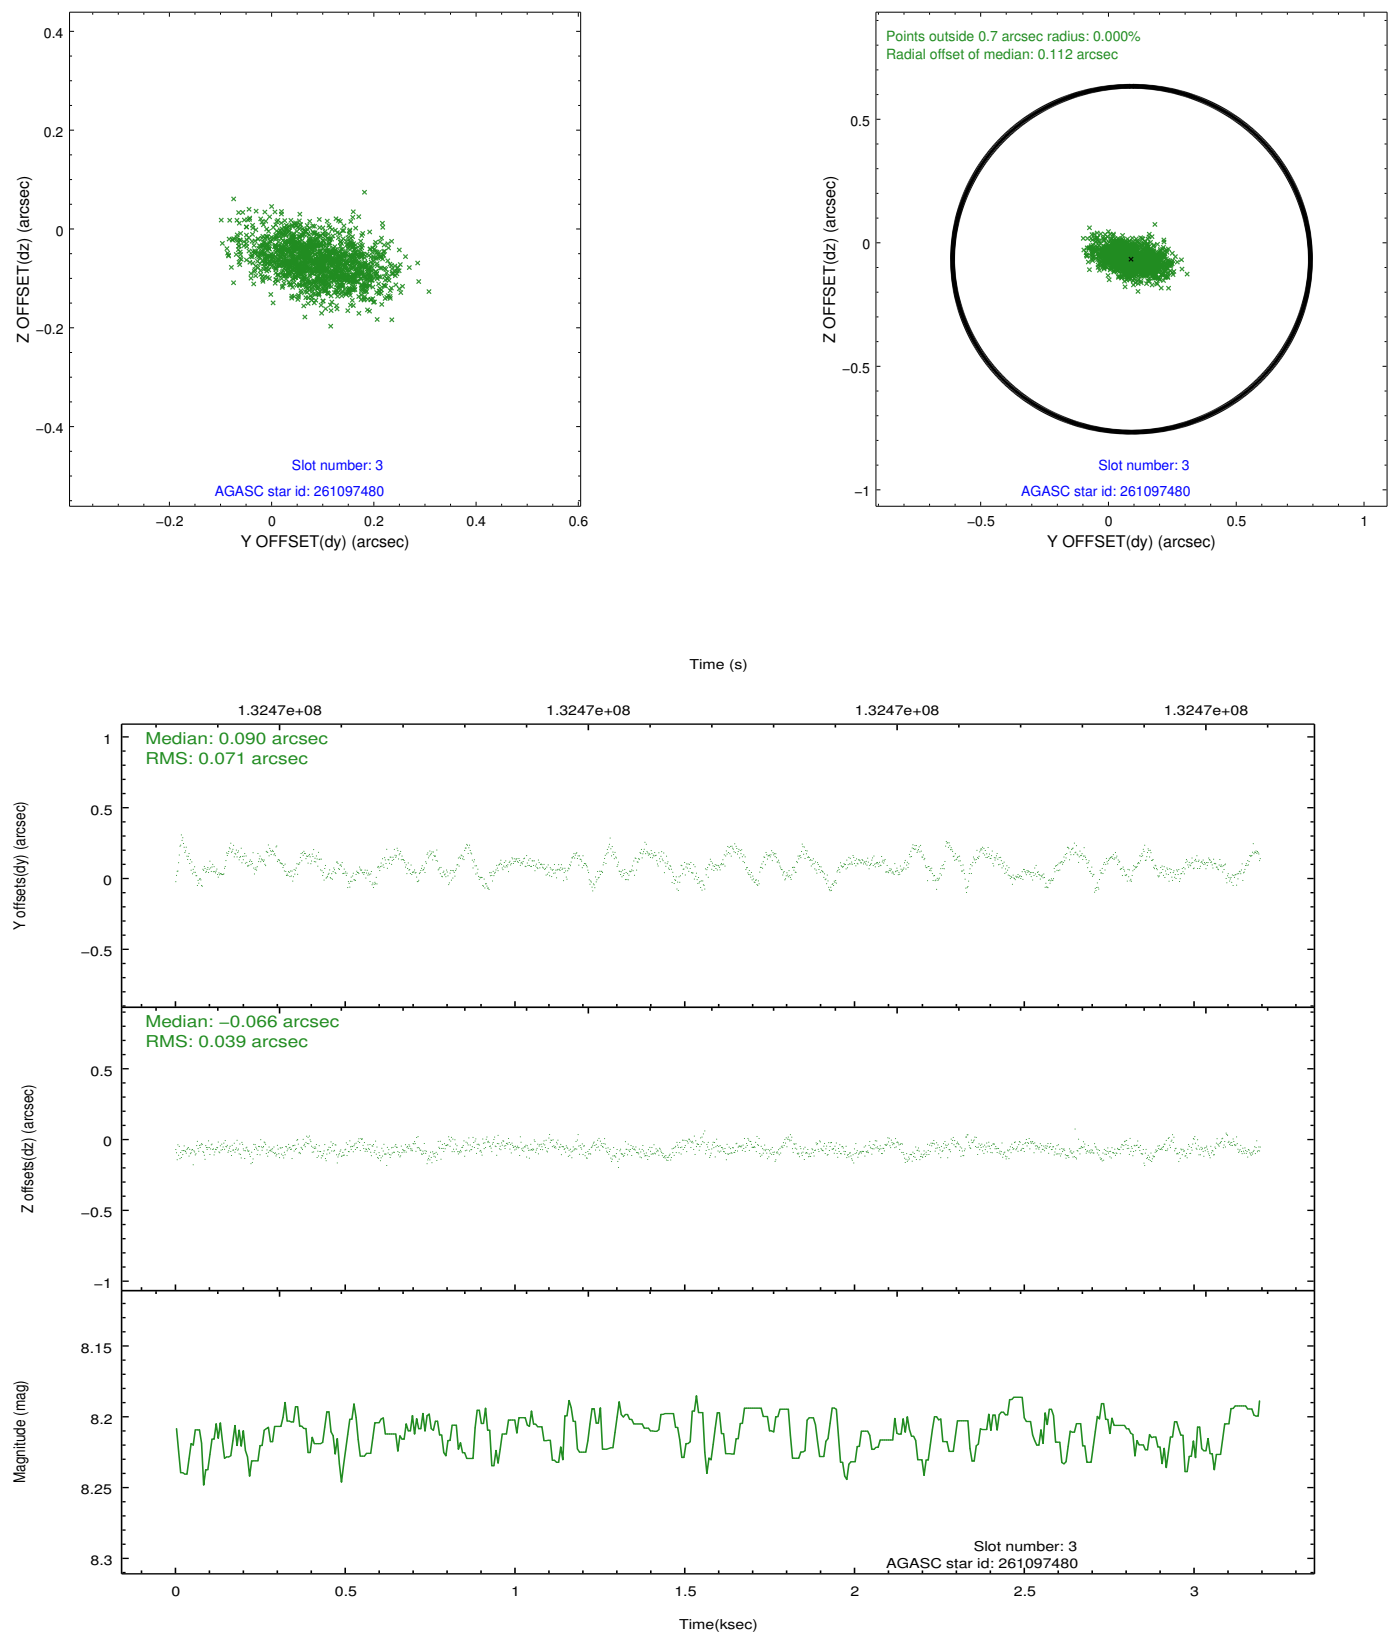 0.4
0.2
0
−0.2
−0.4
Z OFFSET(dz) (arcsec)
Slot number: 3
AGASC star id: 261097480
−0.2
0
0.2
0.4
0.6
Y OFFSET(dy) (arcsec)
Points outside 0.7 arcsec radius: 0.000%
Radial offset of median: 0.112 arcsec
0.5
0
−0.5
−1
Z OFFSET(dz) (arcsec)
Slot number: 3
AGASC star id: 261097480
−0.5
0
0.5
1
Y OFFSET(dy) (arcsec)
Time (s)
1.3247e+08
1.3247e+08
1.3247e+08
1.3247e+08
Median: 0.090 arcsec
RMS: 0.071 arcsec
1
0.5
0
−0.5
Y offsets(dy) (arcsec)
Median: −0.066 arcsec
RMS: 0.039 arcsec
0.5
0
−0.5
−1
Z offsets(dz) (arcsec)
8.15
8.2
8.25
8.3
Magnitude (mag)
Slot number: 3
AGASC star id: 261097480
0
0.5
1
1.5
2
2.5
3
Time(ksec)